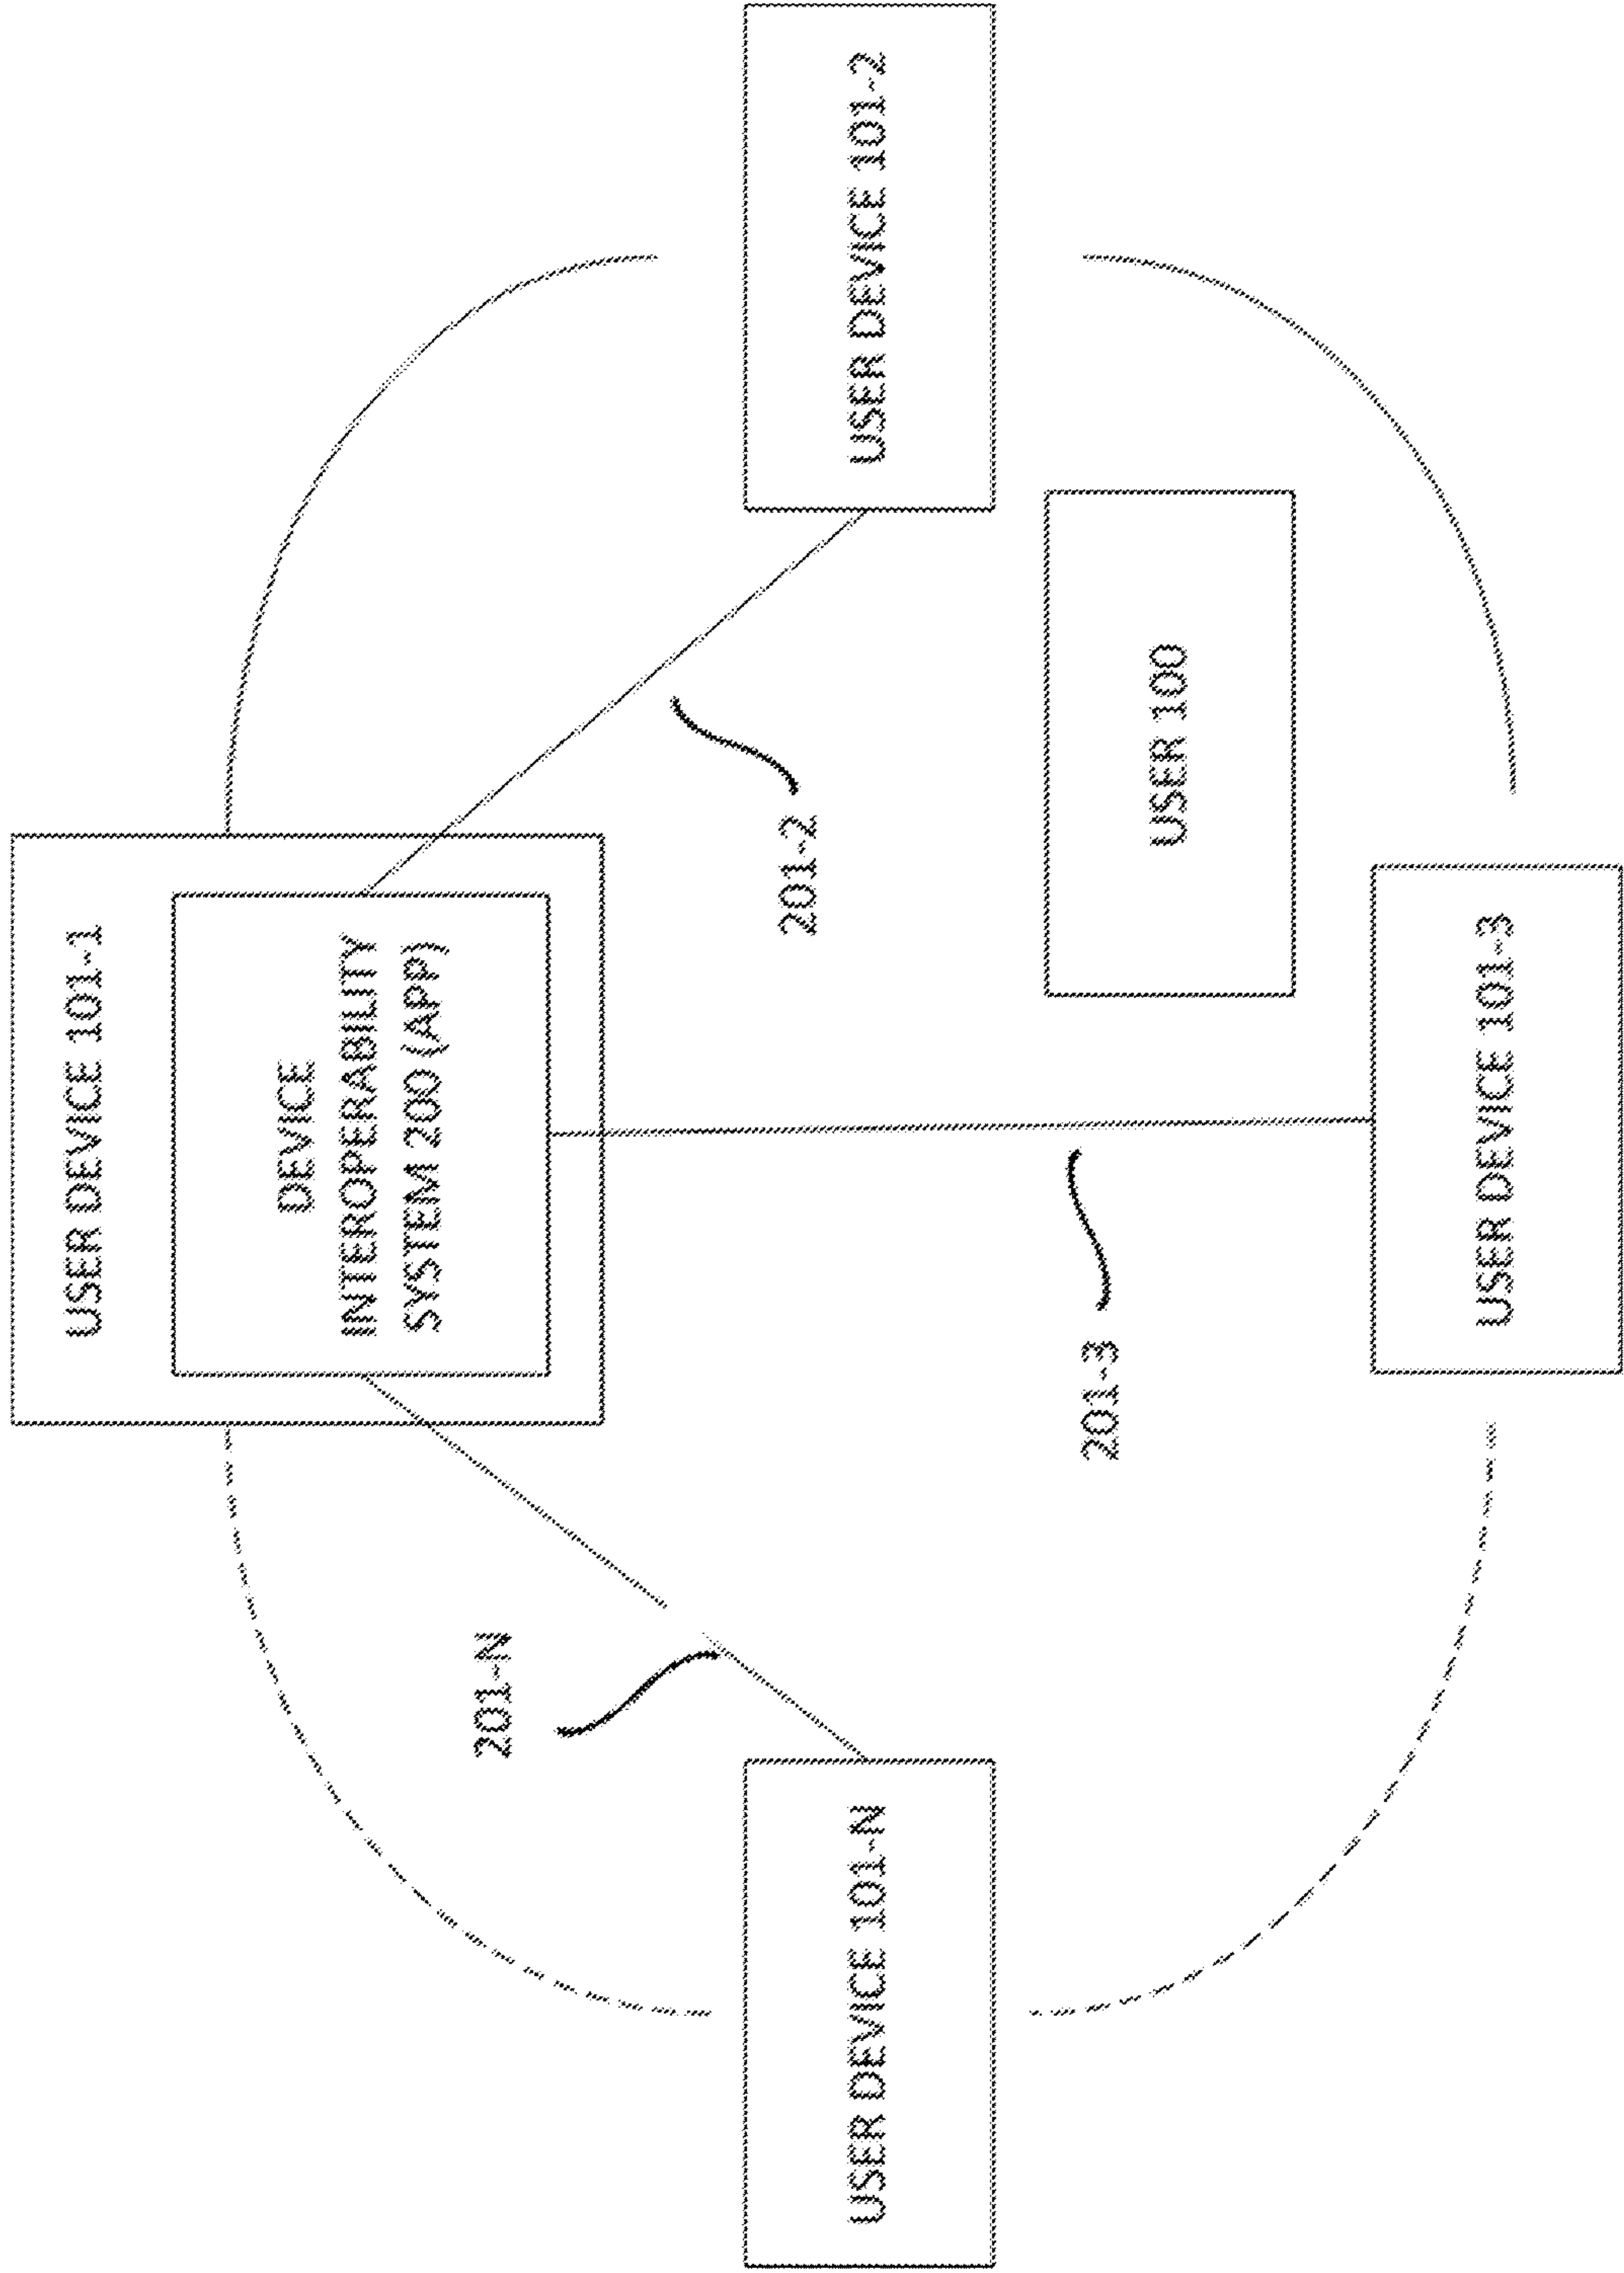 USER DEVICE 101-1
DEVICE
INTEROPERABILITY
SYSTEM 200 (APP)
201-N
201-2
USER DEVICE 101-N
USER DEVICE 101-2
201-3
USER 100
USER DEVICE 101-3